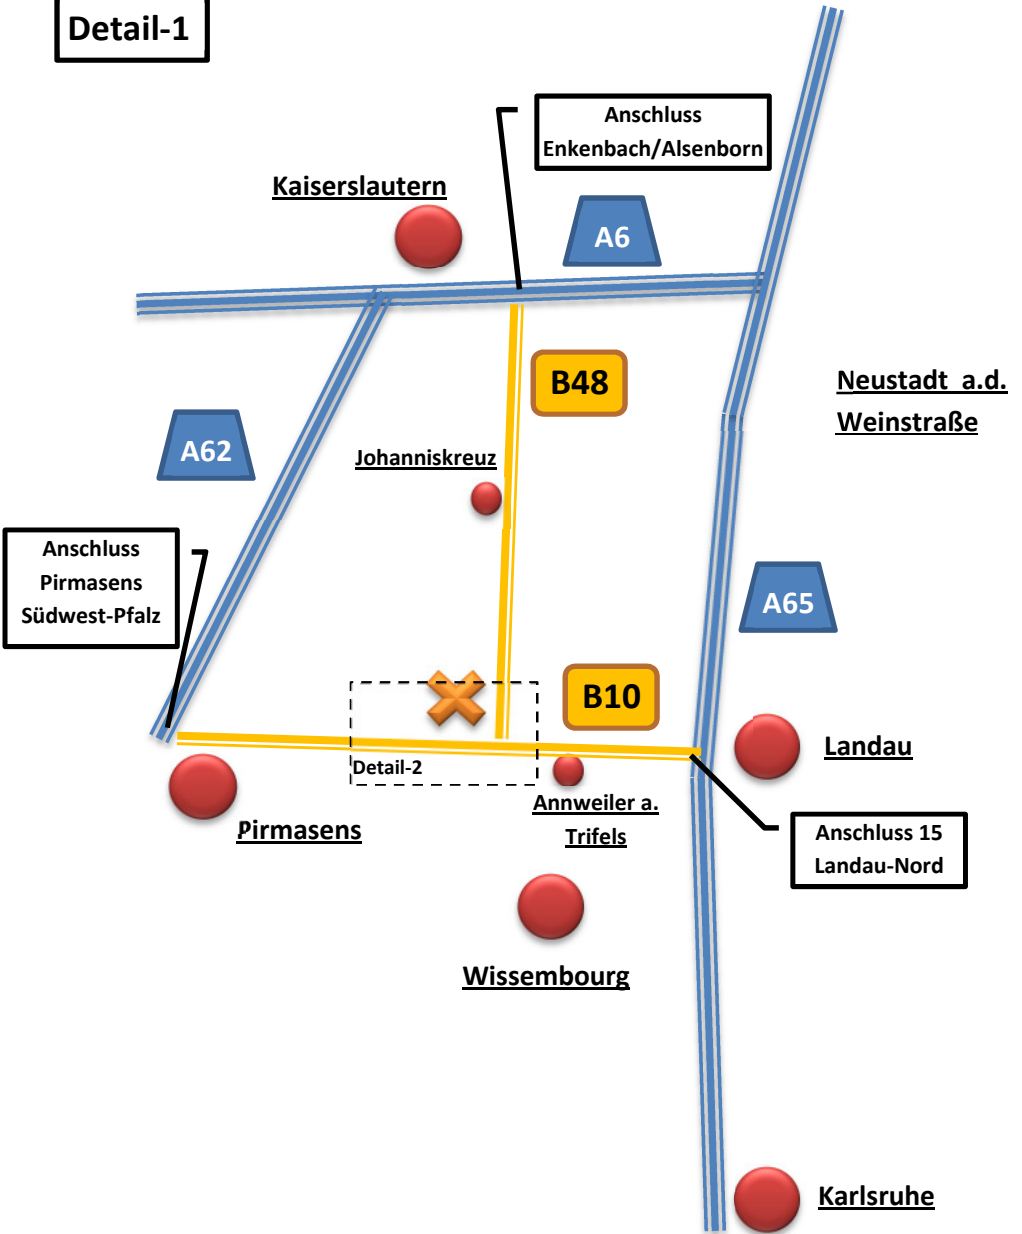 Detail-1
Anschluss
Enkenbach/Alsenborn
Kaiserslautern
A6
B48
Neustadt a.d.
Weinstraße
A62
Johanniskreuz
Anschluss
Pirmasens
Südwest-Pfalz
A65
B10
Landau
Detail-2
Annweiler a.
Trifels
Pirmasens
Anschluss 15
Landau-Nord
Wissembourg
Karlsruhe